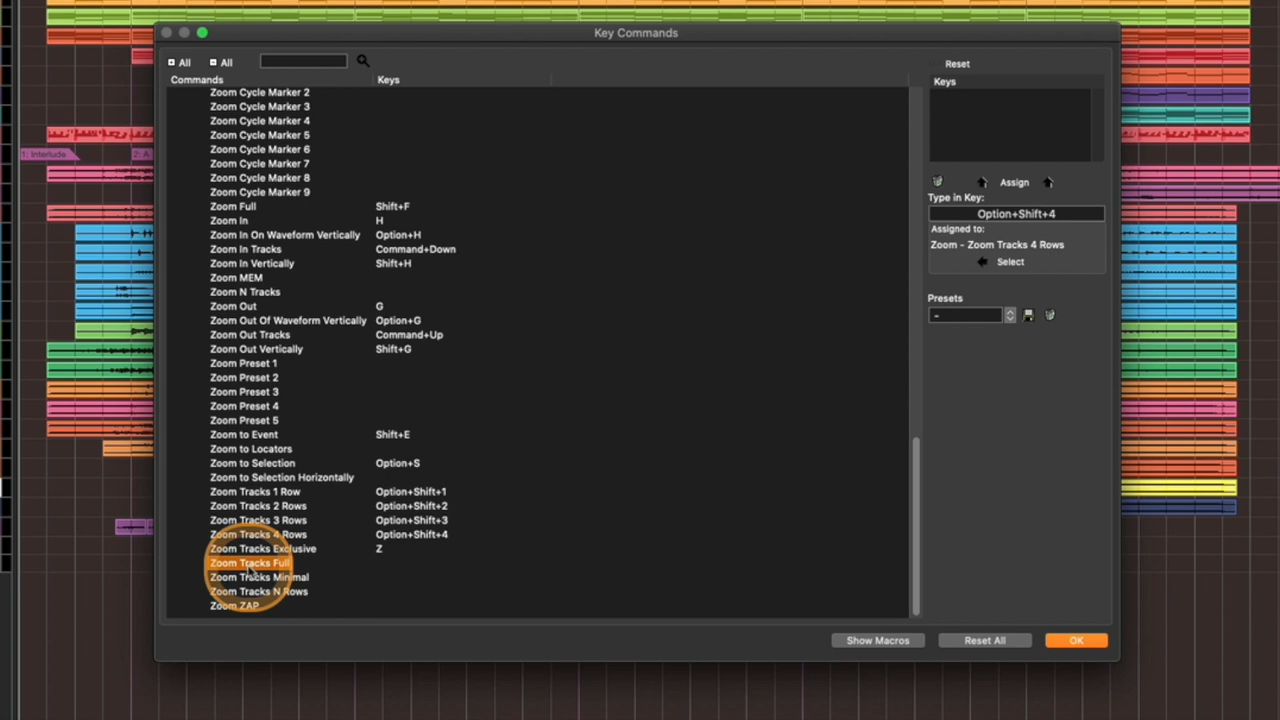 Key Commands
All All
Commands Keys
Zoom Cycle Marker 2
Zoom Cycle Marker 3
Zoom Cycle Marker 4
Zoom Cycle Marker 5
Zoom Cycle Marker 6
Zoom Cycle Marker 7
Zoom Cycle Marker 8
Zoom Cycle Marker 9
Zoom Full Shift+F
Zoom In H
Zoom In On Waveform Vertically Option+H
Zoom In Tracks Command+Down
Zoom In Vertically Shift+H
Zoom MEM
Zoom N Tracks
Zoom Out G
Zoom Out Of Waveform Vertically Option+G
Zoom Out Tracks Command+Up
Zoom Out Vertically Shift+G
Zoom Preset 1
Zoom Preset 2
Zoom Preset 3
Zoom Preset 4
Zoom Preset 5
Zoom to Event Shift+E
Zoom to Locators
Zoom to Selection Option+S
Zoom to Selection Horizontally
Zoom Tracks 1 Row Option+Shift+1
Zoom Tracks 2 Rows Option+Shift+2
Zoom Tracks 3 Rows Option+Shift+3
Zoom Tracks 4 Rows Option+Shift+4
Zoom Tracks Exclusive Z
Zoom Tracks Full
Zoom Tracks Minimal
Zoom Tracks N Rows
Zoom ZAP
Reset
Keys
Assign
Type in Key:
Option+Shift+4
Assigned to:
Zoom - Zoom Tracks 4 Rows
Select
Presets
-
Show Macros Reset All OK
1: Interlude
2: A